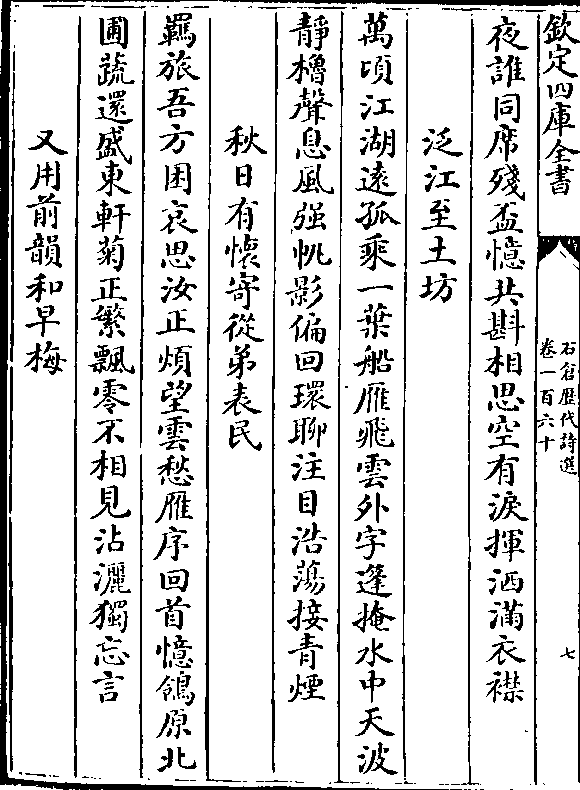 欽定四庫全書
石倉歷代詩選
卷一百六十
七
夜誰同席殘盃憶共斟相思空有淚揮洒滿衣襟
泛江至土坊
萬頃江湖遠孤乘一葉船雁飛雲外字篷掩水中天波
靜櫓聲息風强帆影偏回環聊注目浩蕩接青煙
秋日有懷寄從弟表民
羈旅吾方困哀思汝正煩望雲愁雁序回首憶鴒原北
圃蔬還盛東軒菊正繁飄零不相見沾灑獨忘言
又用前韻和早梅